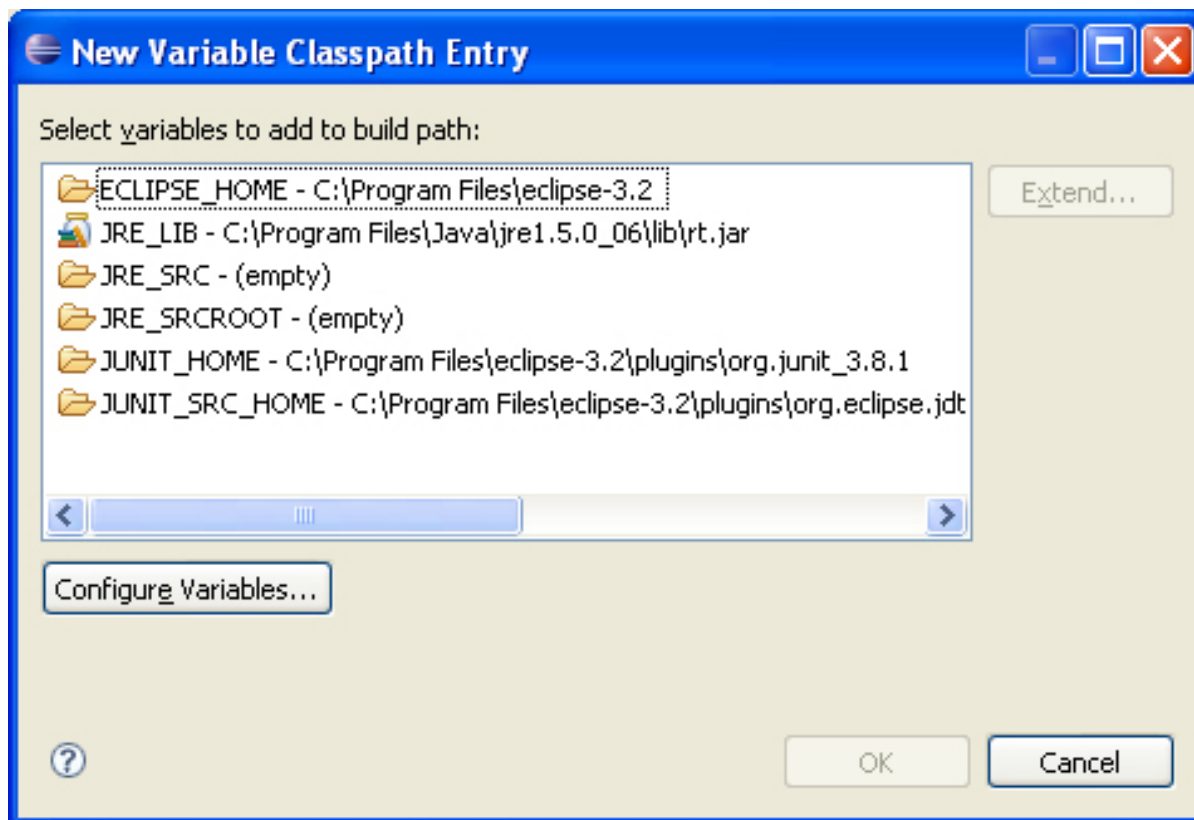 New Variable Classpath Entry
Select variables to add to build path:
ECLIPSE_HOME - C:\Program Files\eclipse-3.2
Extend...
JRE_LIB - C:\Program Files\Java\jre1.5.0_06\lib\rt.jar
JRE_SRC - (empty)
JRE_SRCROOT - (empty)
JUNIT_HOME - C:\Program Files\eclipse-3.2\plugins\org.junit_3.8.1
JUNIT_SRC_HOME - C:\Program Files\eclipse-3.2\plugins\org.eclipse.jdt
Configure Variables...
?
OK
Cancel